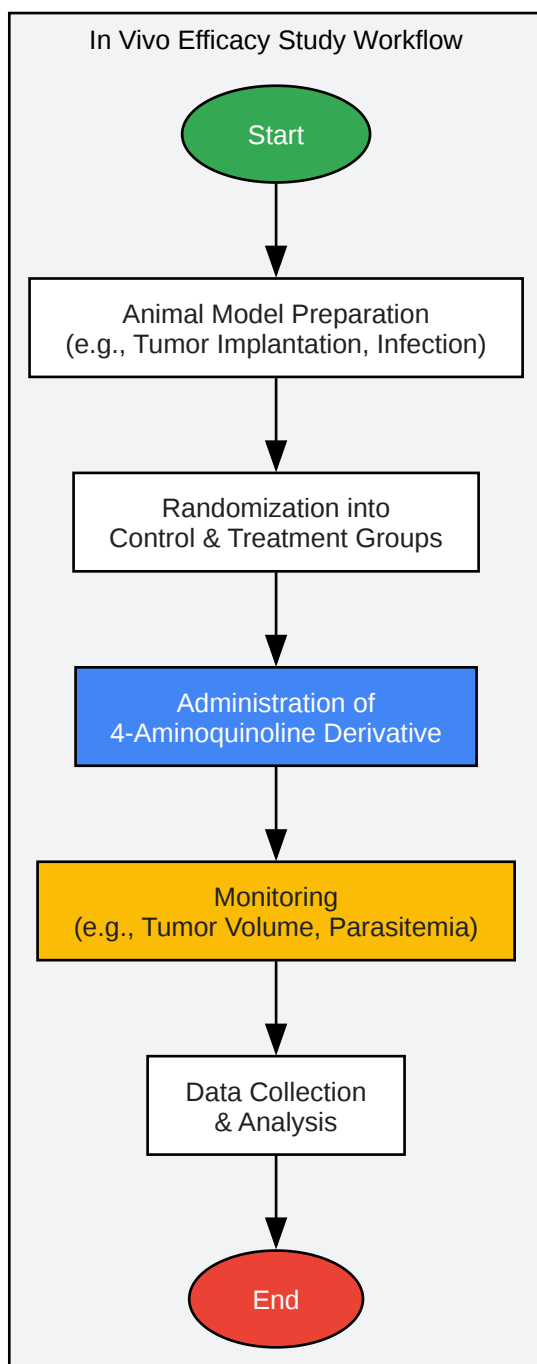 In Vivo Efficacy Study Workflow
Start
Animal Model Preparation
(e.g., Tumor Implantation, Infection)
Randomization into
Control & Treatment Groups
Administration of
4-Aminoquinoline Derivative
Monitoring
(e.g., Tumor Volume, Parasitemia)
Data Collection
& Analysis
End